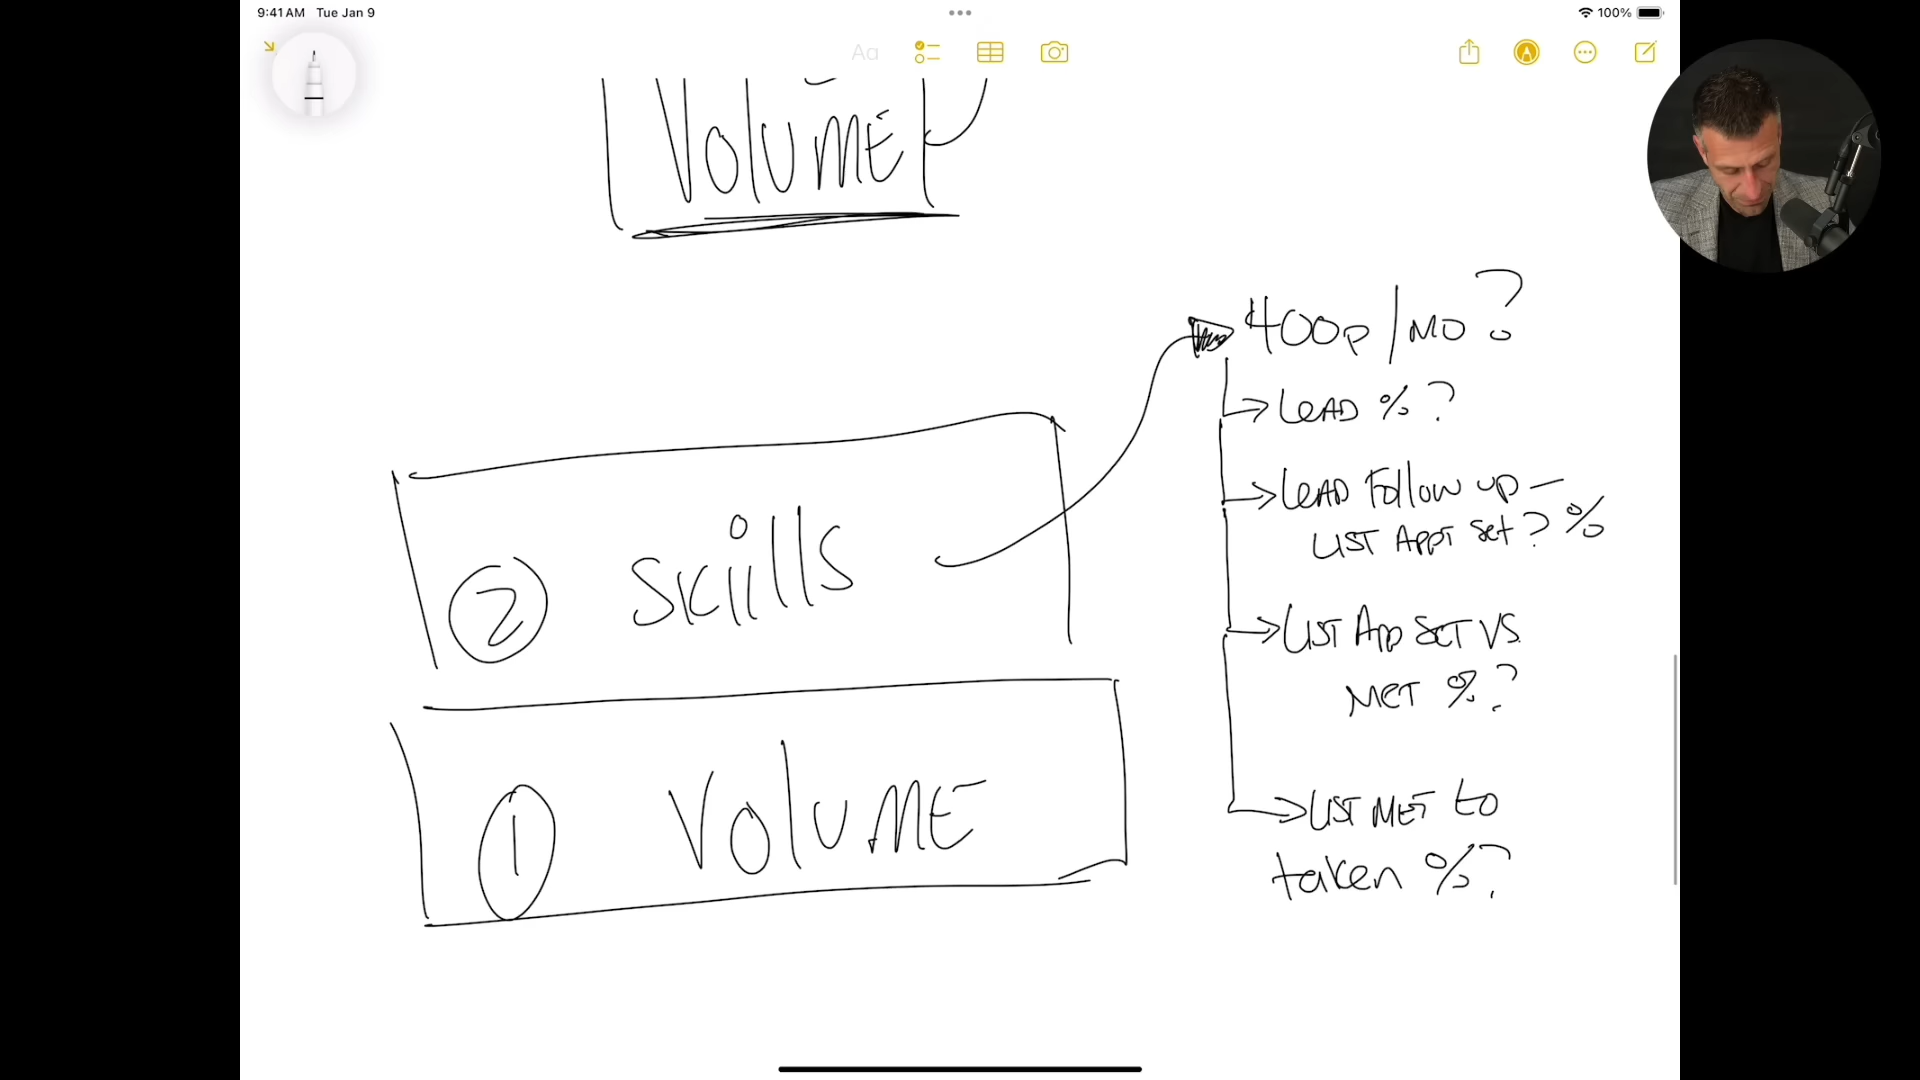 9:41 AM Tue Jan 9
100%
Aa
VOLUME
400p/MO?
→ LEAD %?
→ LEAD Follow up –
LIST APPT Set? %
→ LIST App SET VS.
MET %?
→ LIST MET to
taken %?
2 Skills
1 VOLUME